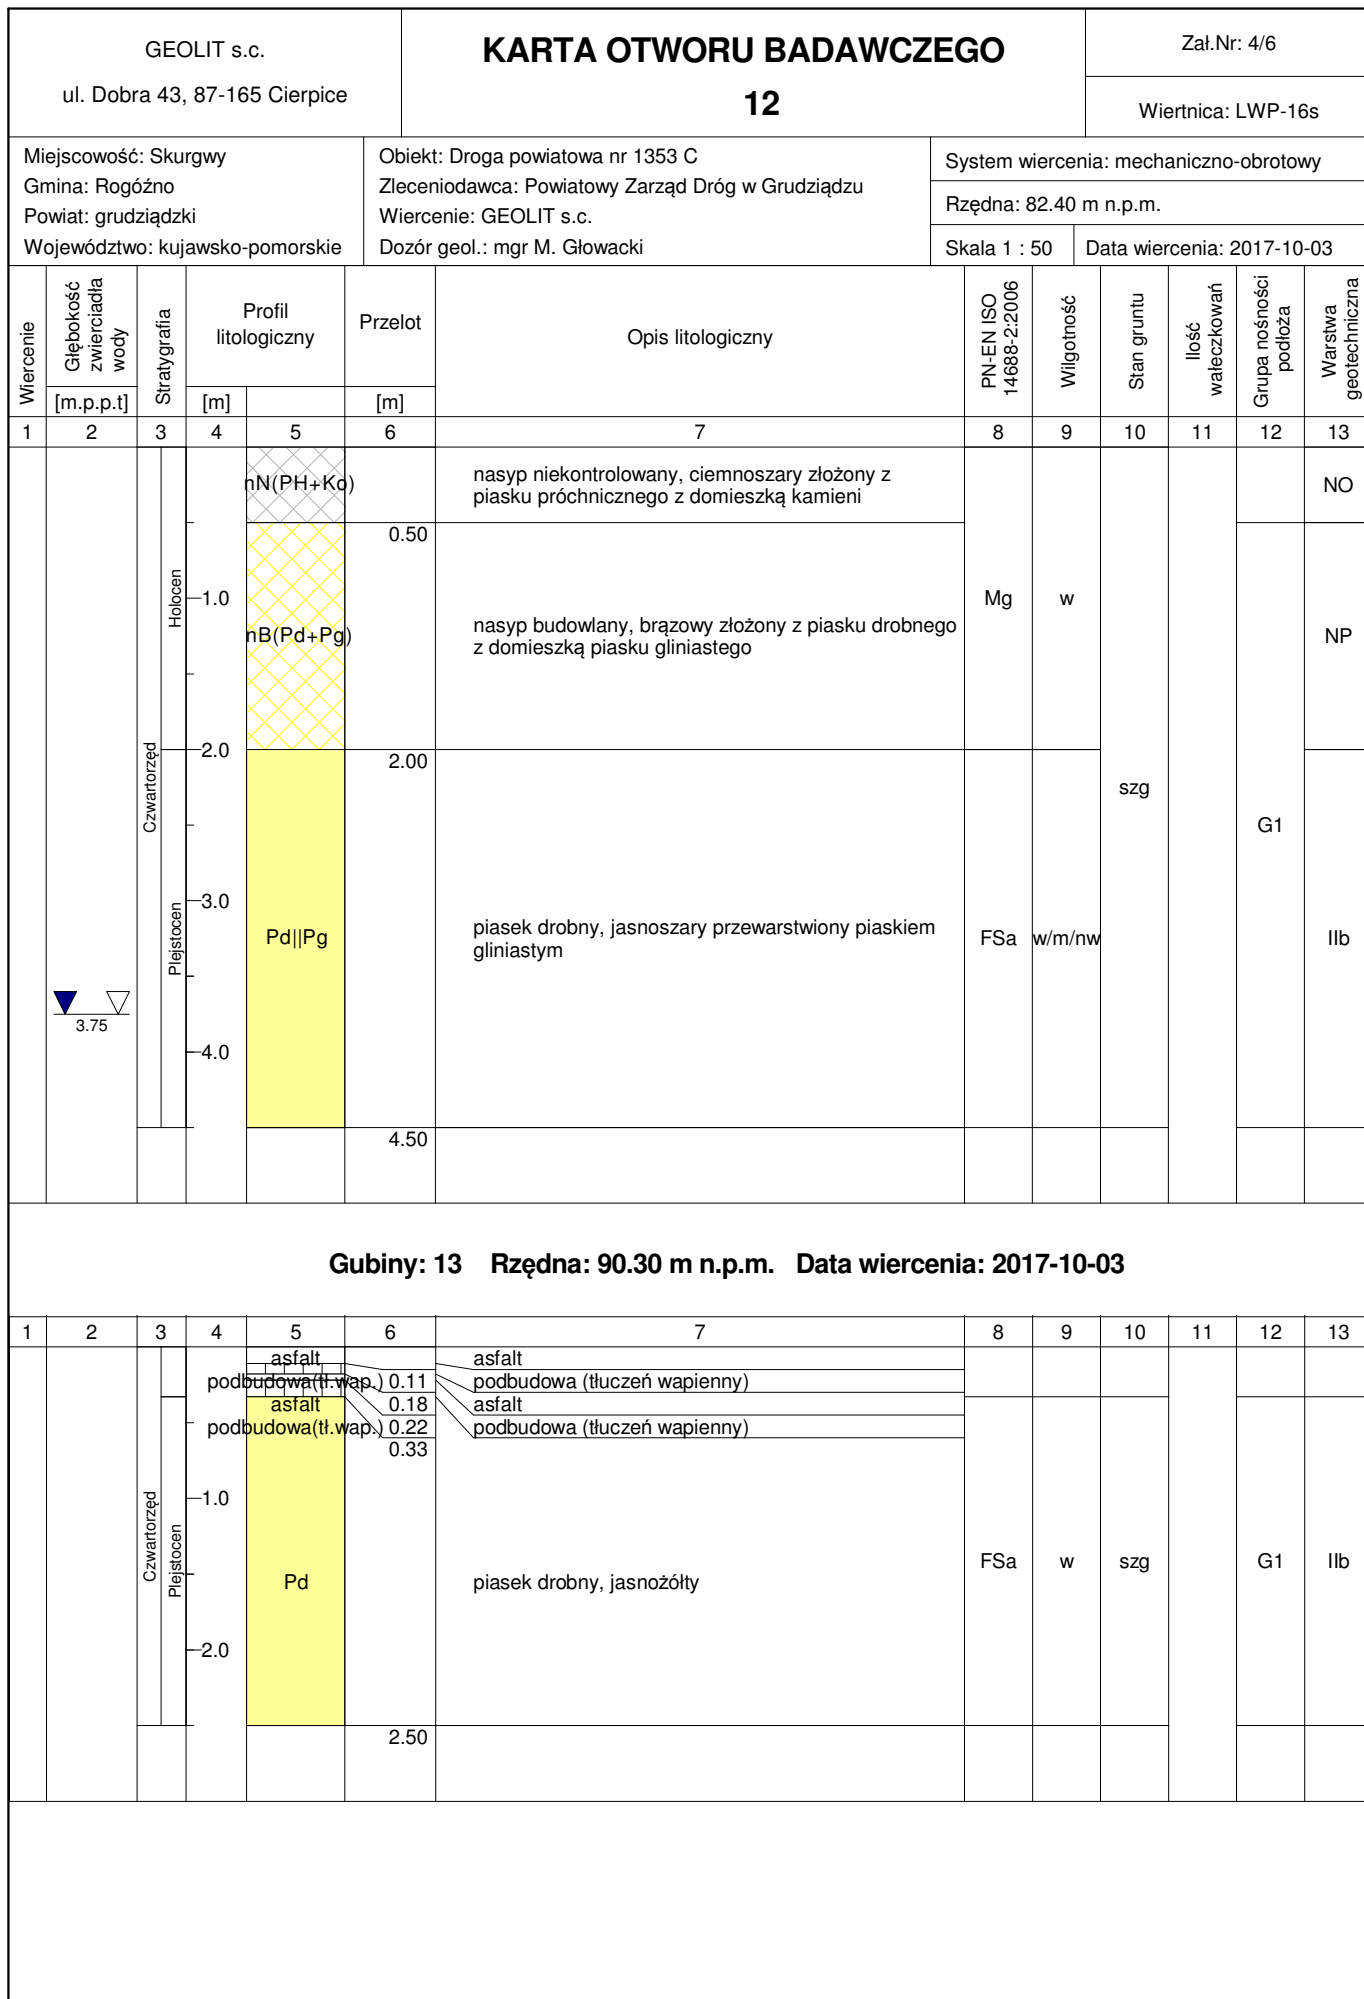 GEOLIT s.c.
ul. Dobra 43, 87-165 Cierpice
KARTA OTWORU BADAWCZEGO
12
Zał.Nr: 4/6
Wiertnica: LWP-16s
Miejscowość: Skurgwy
Gmina: Rogóźno
Powiat: grudziądzki
Województwo: kujawsko-pomorskie
Obiekt: Droga powiatowa nr 1353 C
Zleceniodawca: Powiatowy Zarząd Dróg w Grudziądzu
Wiercenie: GEOLIT s.c.
Dozór geol.: mgr M. Głowacki
System wiercenia: mechaniczno-obrotowy
Rzędna: 82.40 m n.p.m.
Skala 1 : 50
Data wiercenia: 2017-10-03
Wiercenie
Głębokość
zwierciadła
wody
[m.p.p.t]
Stratygrafia
Profil
litologiczny
[m]
Przelot
[m]
Opis litologiczny
PN-EN ISO
14688-2:2006
Wilgotność
Stan gruntu
Ilość
wałeczkowań
Grupa nośności
podłoża
Warstwa
geotechniczna
1 2 3 4 5 6 7 8 9 10 11 12 13
nN(PH+Ko)
nasyp niekontrolowany, ciemnoszary złożony z
piasku próchnicznego z domieszką kamieni
NO
0.50
Holocen
1.0
nB(Pd+Pg)
nasyp budowlany, brązowy złożony z piasku drobnego
z domieszką piasku gliniastego
Mg
w
NP
2.0
2.00
Czwartorzęd
szg
G1
3.0
Plejstocen
Pd||Pg
piasek drobny, jasnoszary przewarstwiony piaskiem
gliniastym
FSa
w/m/nw
IIb
3.75
4.0
4.50
Gubiny: 13 Rzędna: 90.30 m n.p.m. Data wiercenia: 2017-10-03
1 2 3 4 5 6 7 8 9 10 11 12 13
asfalt
asfalt
podbudowa(tł.wap.) 0.11
podbudowa (tłuczeń wapienny)
asfalt 0.18
asfalt
podbudowa(tł.wap.) 0.22
podbudowa (tłuczeń wapienny)
0.33
1.0
Czwartorzęd
Plejstocen
Pd
piasek drobny, jasnożółty
FSa
w
szg
G1
IIb
2.0
2.50